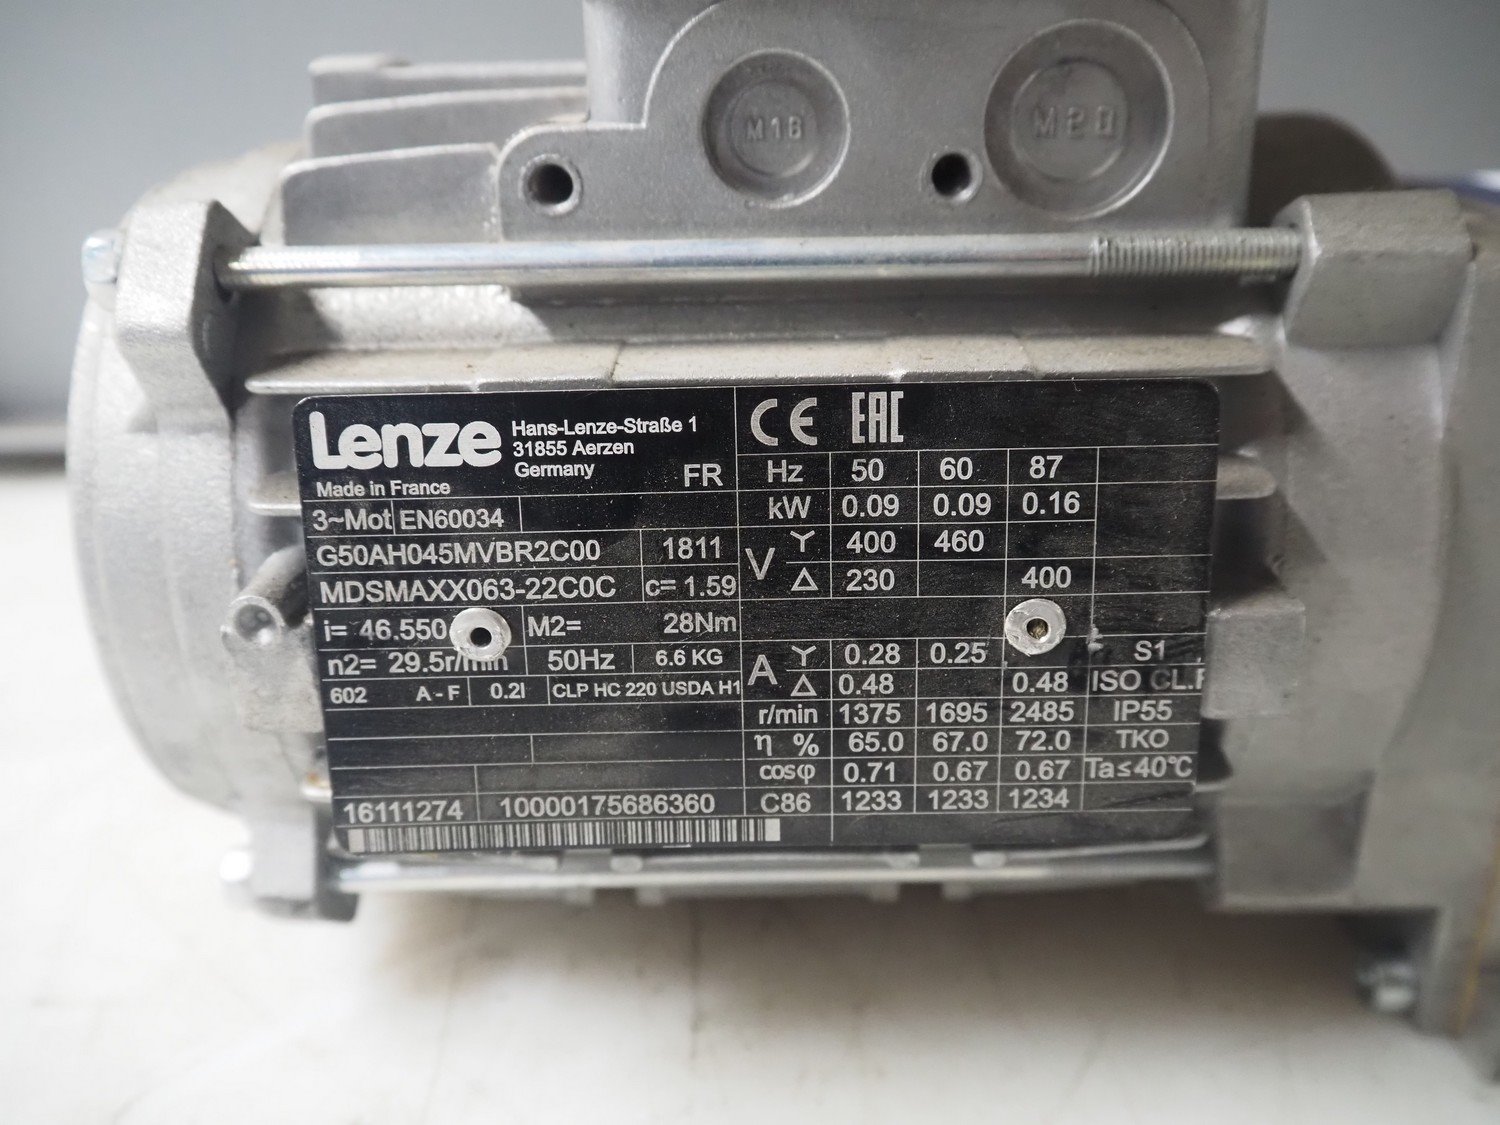 M16 M20
Lenze
Hans-Lenze-Straße 1
31855 Aerzen
Germany
Made in France
FR
3~Mot EN60034
G50AH045MVBR2C00 1811
MDSMAXX063-22C0C c= 1.59
i= 46.550 M2= 28Nm
n2= 29.5r/min 50Hz 6.6 KG
602 A - F 0.2l CLP HC 220 USDA H1
16111274 10000175686360
CE EAC
Hz 50 60 87
kW 0.09 0.09 0.16
V Y 400 460
Δ 230 400
A Y 0.28 0.25 S1
Δ 0.48 0.48 ISO CL.F
r/min 1375 1695 2485 IP55
η % 65.0 67.0 72.0 TKO
cosφ 0.71 0.67 0.67 Ta≤40°C
C86 1233 1233 1234